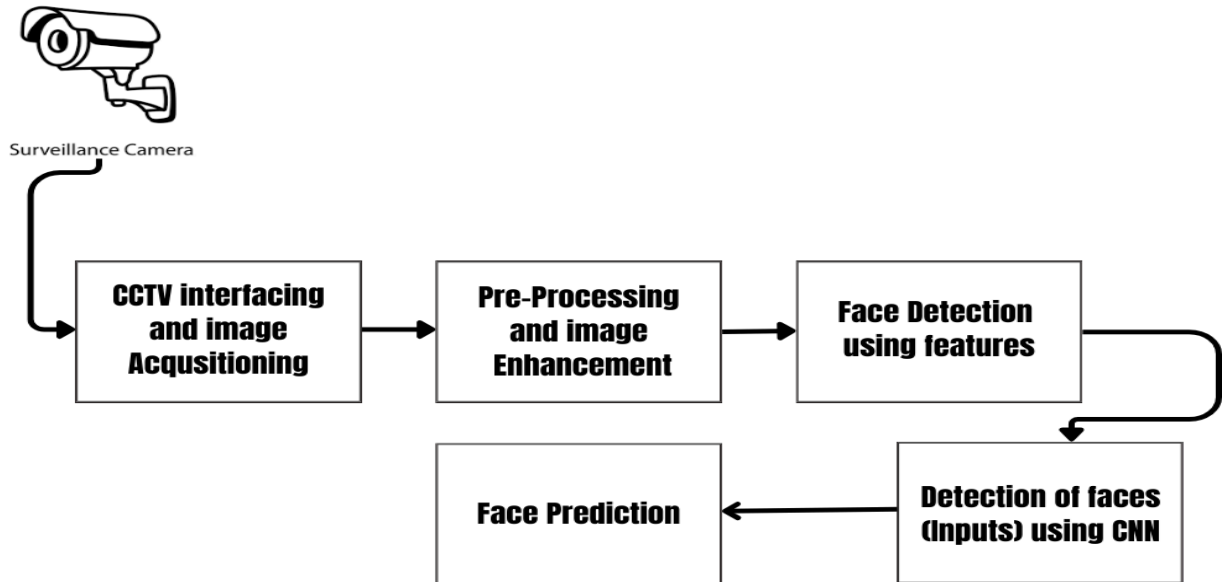 Surveillance Camera
CCTV interfacing
and image
Acqusitioning
Pre-Processing
and image
Enhancement
Face Detection
using features
Detection of faces
(Inputs) using CNN
Face Prediction